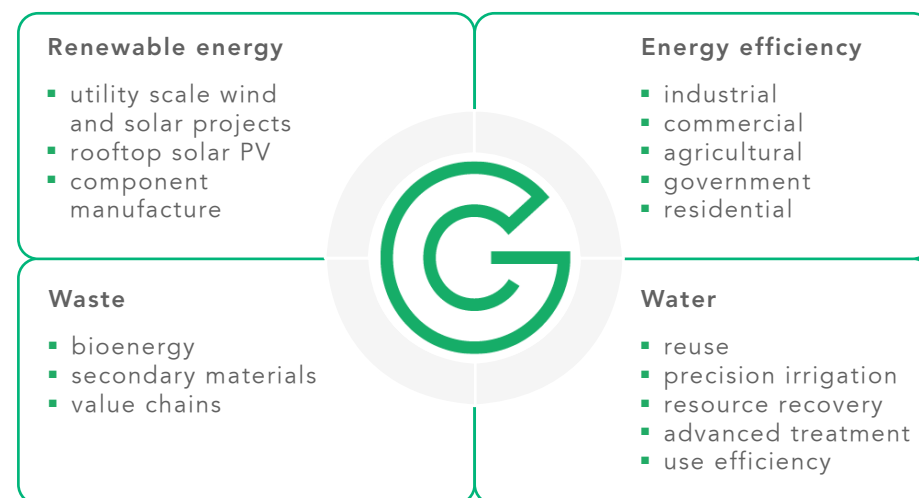 Renewable energy
utility scale wind
and solar projects
rooftop solar PV
component
manufacture
Energy efficiency
industrial
commercial
agricultural
government
residential
Waste
bioenergy
secondary materials
value chains
Water
reuse
precision irrigation
resource recovery
advanced treatment
use efficiency